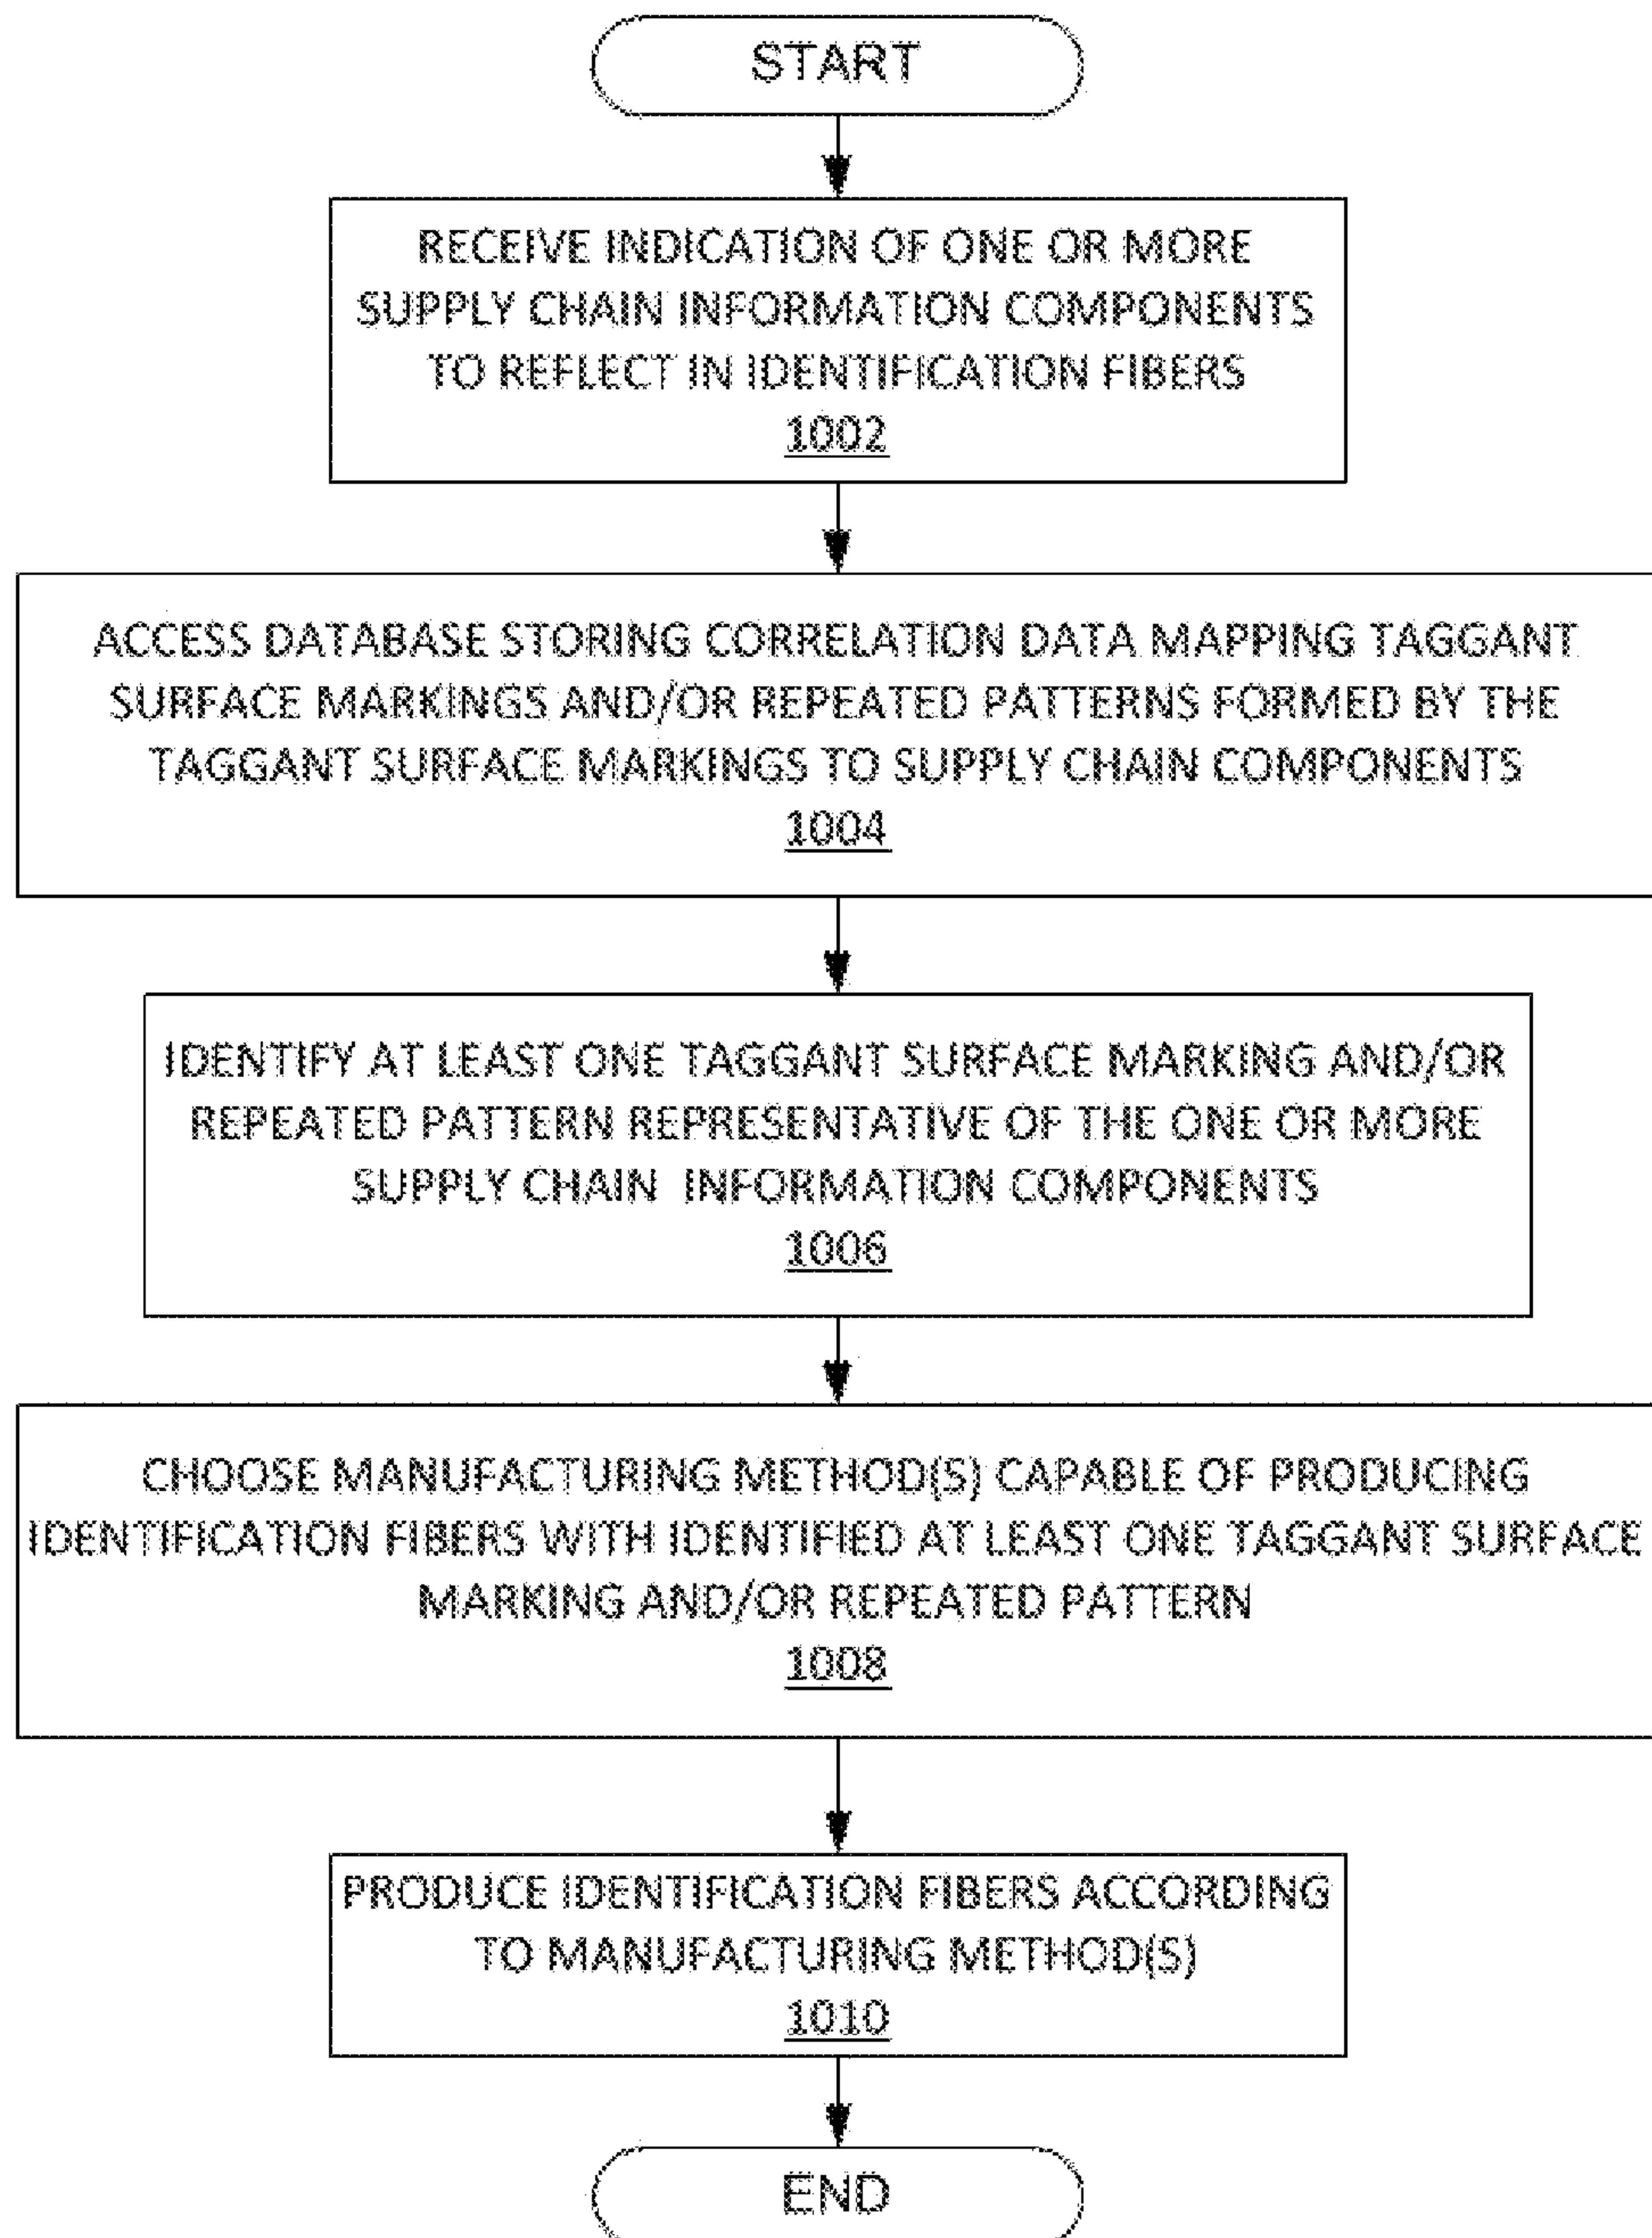 START
RECEIVE INDICATION OF ONE OR MORE
SUPPLY CHAIN INFORMATION COMPONENTS
TO REFLECT IN IDENTIFICATION FIBERS
1002
ACCESS DATABASE STORING CORRELATION DATA MAPPING TAGGANT
SURFACE MARKINGS AND/OR REPEATED PATTERNS FORMED BY THE
TAGGANT SURFACE MARKINGS TO SUPPLY CHAIN COMPONENTS
1004
IDENTIFY AT LEAST ONE TAGGANT SURFACE MARKING AND/OR
REPEATED PATTERN REPRESENTATIVE OF THE ONE OR MORE
SUPPLY CHAIN INFORMATION COMPONENTS
1006
CHOOSE MANUFACTURING METHOD(S) CAPABLE OF PRODUCING
IDENTIFICATION FIBERS WITH IDENTIFIED AT LEAST ONE TAGGANT SURFACE
MARKING AND/OR REPEATED PATTERN
1008
PRODUCE IDENTIFICATION FIBERS ACCORDING
TO MANUFACTURING METHOD(S)
1010
END